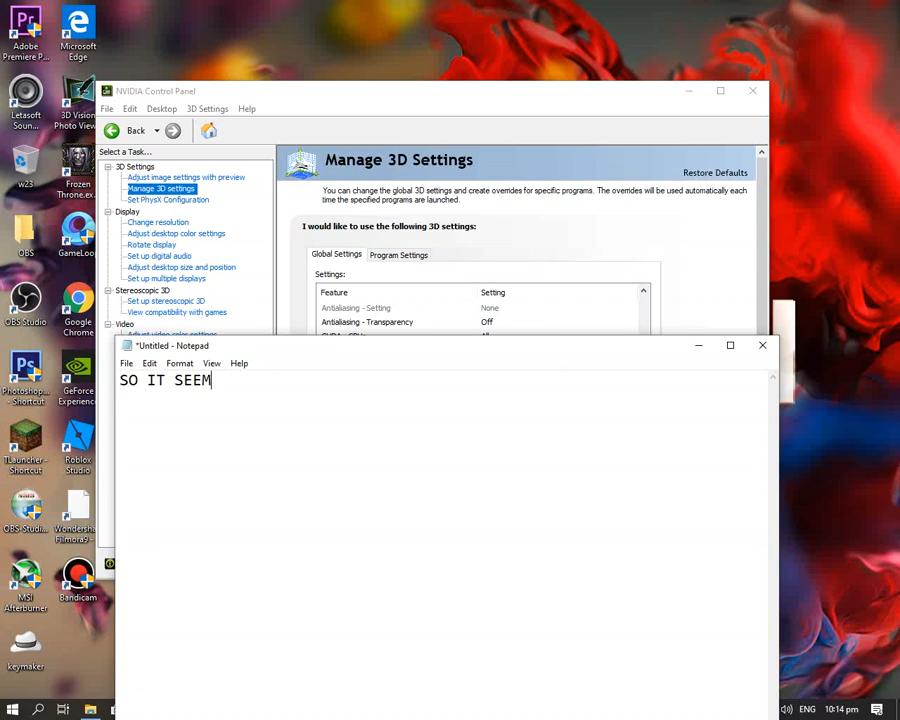 Adobe
Premiere P...
Microsoft
Edge
Letasoft
Soun...
3D Vision
Photo View
w23
Frozen
Throne.ex.
OBS
GameLoop
OBS Studio
Google
Chrome
Photoshop...
- Shortcut
GeForce
Experience
TLauncher -
Shortcut
Roblox
Studio
OBS-Studi...
Wondersha
Filmora9 -
MSI
Afterburner
Bandicam
keymaker
NVIDIA Control Panel
File Edit Desktop 3D Settings Help
Back
Select a Task...
3D Settings
Adjust image settings with preview
Manage 3D settings
Set PhysX Configuration
Display
Change resolution
Adjust desktop color settings
Rotate display
Set up digital audio
Adjust desktop size and position
Set up multiple displays
Stereoscopic 3D
Set up stereoscopic 3D
View compatibility with games
Video
Manage 3D Settings
Restore Defaults
You can change the global 3D settings and create overrides for specific programs. The overrides will be used automatically each
time the specified programs are launched.
I would like to use the following 3D settings:
Global Settings Program Settings
Settings:
Feature Setting
Antialiasing - Setting None
Antialiasing - Transparency Off
*Untitled - Notepad
File Edit Format View Help
SO IT SEEM
ENG 10:14 pm